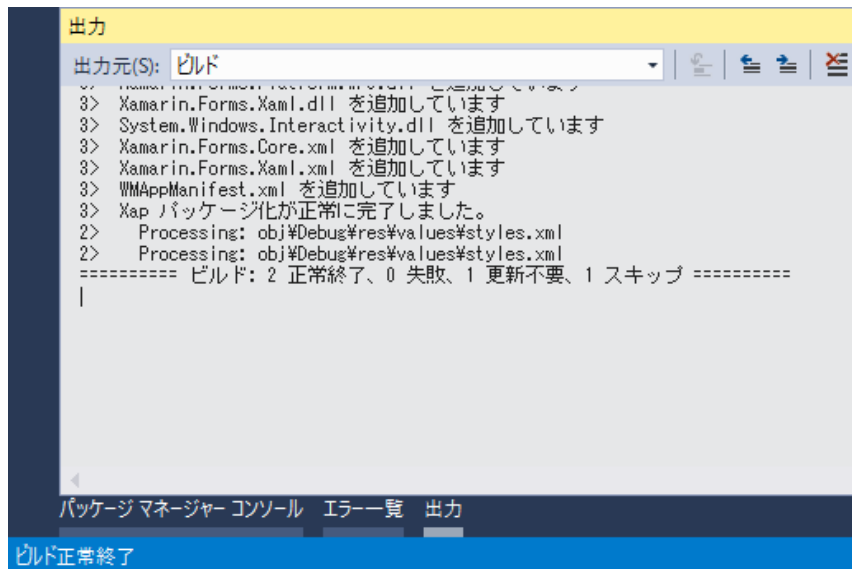 出力
出力元(S): ビルド
3> Xamarin.Forms.Xaml.dll を追加しています
3> System.Windows.Interactivity.dll を追加しています
3> Xamarin.Forms.Core.xml を追加しています
3> Xamarin.Forms.Xaml.xml を追加しています
3> WMAppManifest.xml を追加しています
3> Xap パッケージ化が正常に完了しました。
2> Processing: obj¥Debug¥res¥values¥styles.xml
2> Processing: obj¥Debug¥res¥values¥styles.xml
========== ビルド: 2 正常終了、0 失敗、1 更新不要、1 スキップ ==========
パッケージ マネージャー コンソール エラー一覧 出力
ビルド正常終了